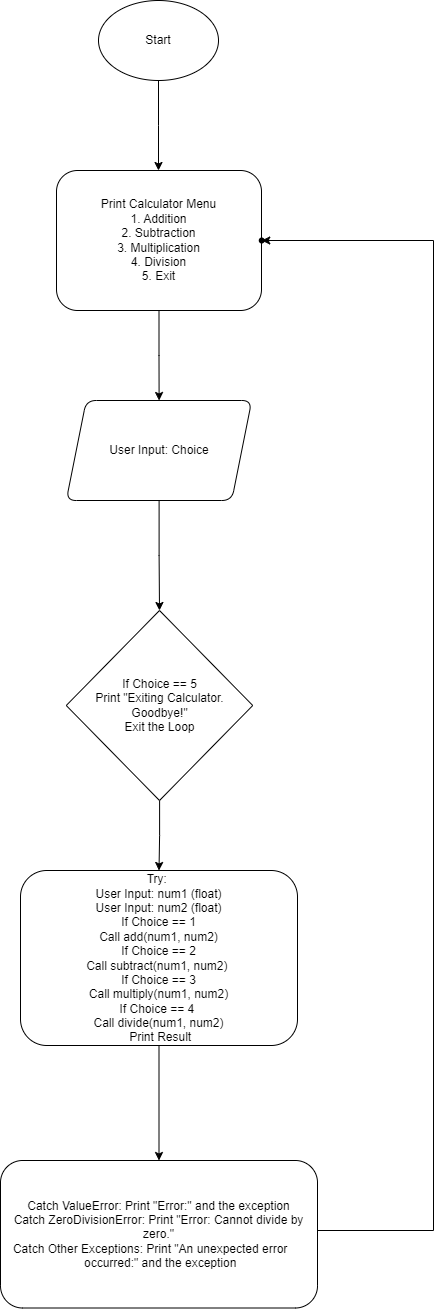 Start
Print Calculator Menu
1. Addition
2. Subtraction
3. Multiplication
4. Division
5. Exit
User Input: Choice
If Choice == 5
Print "Exiting Calculator.
Goodbye!"
Exit the Loop
Try:
User Input: num1 (float)
User Input: num2 (float)
If Choice == 1
Call add(num1, num2)
If Choice == 2
Call subtract(num1, num2)
If Choice == 3
Call multiply(num1, num2)
If Choice == 4
Call divide(num1, num2)
Print Result
Catch ValueError: Print "Error:" and the exception
Catch ZeroDivisionError: Print "Error: Cannot divide by
zero."
Catch Other Exceptions: Print "An unexpected error
occurred:" and the exception